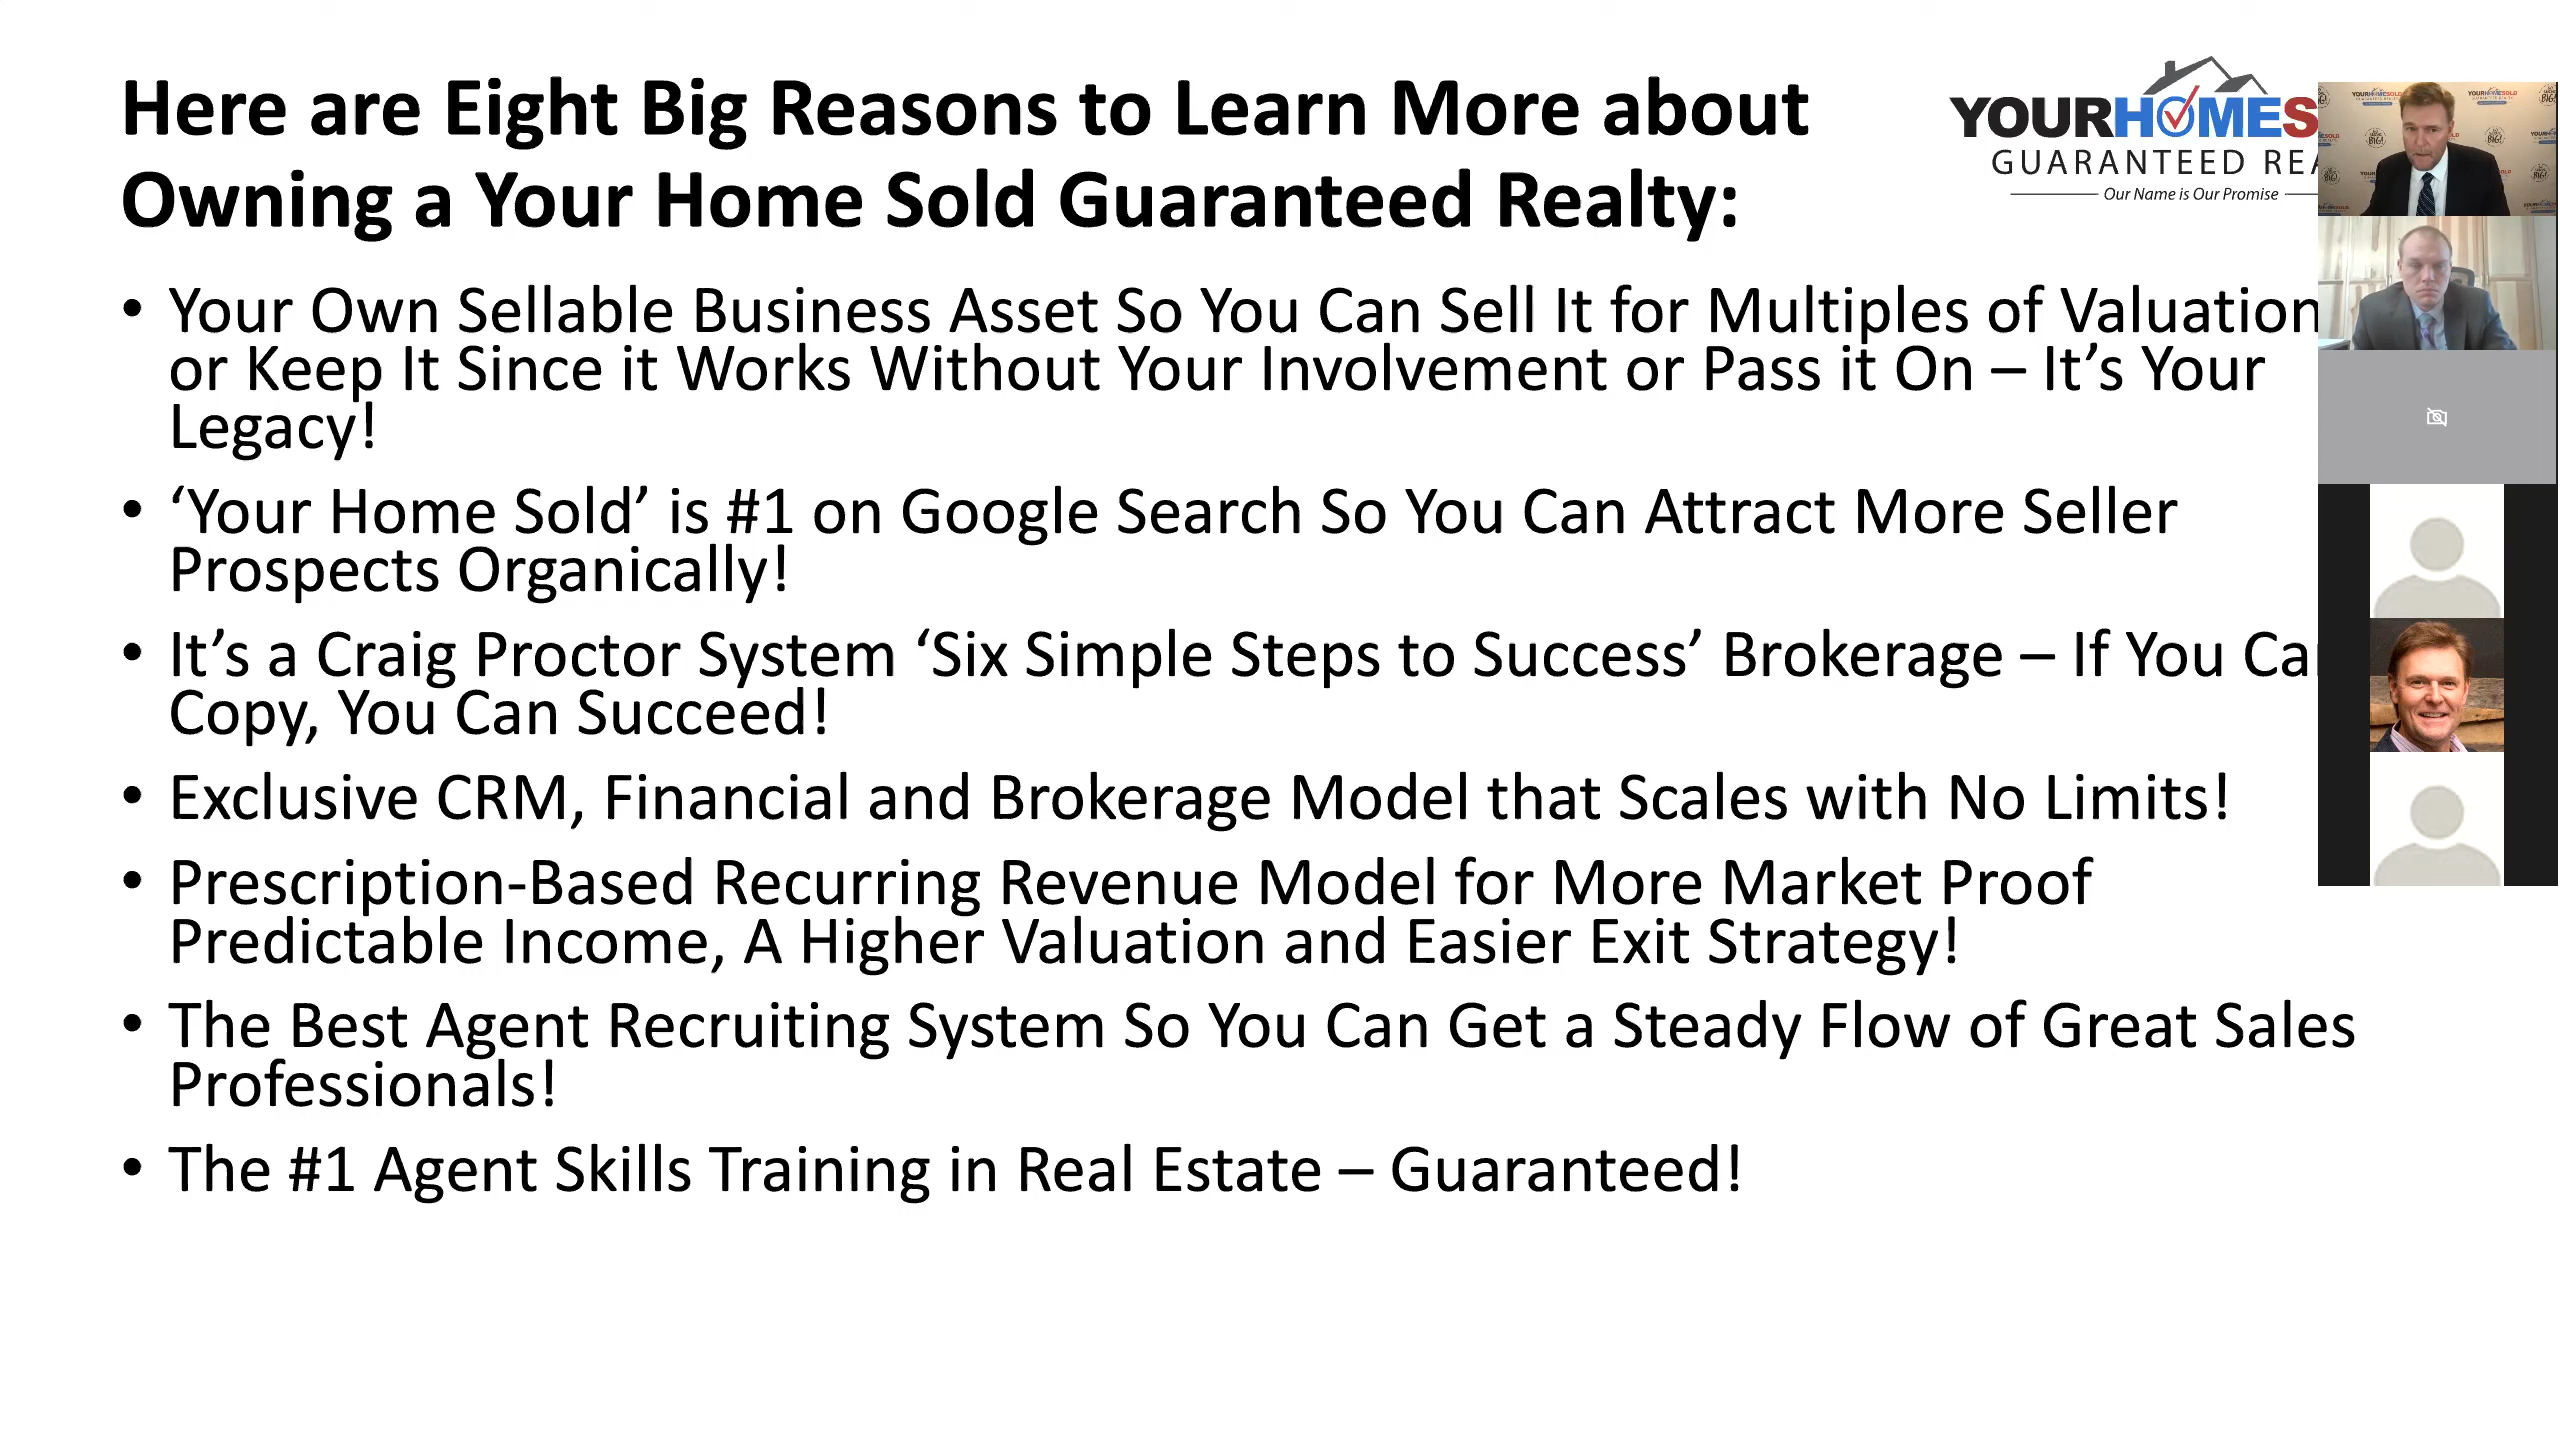 Here are Eight Big Reasons to Learn More about
Owning a Your Home Sold Guaranteed Realty:
YOURHOMES
GUARANTEED
Our Name is Our Promise
• Your Own Sellable Business Asset So You Can Sell It for Multiples of Valuation
or Keep It Since it Works Without Your Involvement or Pass it On – It’s Your
Legacy!
• ‘Your Home Sold’ is #1 on Google Search So You Can Attract More Seller
Prospects Organically!
• It’s a Craig Proctor System ‘Six Simple Steps to Success’ Brokerage – If You Can
Copy, You Can Succeed!
• Exclusive CRM, Financial and Brokerage Model that Scales with No Limits!
• Prescription-Based Recurring Revenue Model for More Market Proof
Predictable Income, A Higher Valuation and Easier Exit Strategy!
• The Best Agent Recruiting System So You Can Get a Steady Flow of Great Sales
Professionals!
• The #1 Agent Skills Training in Real Estate – Guaranteed!